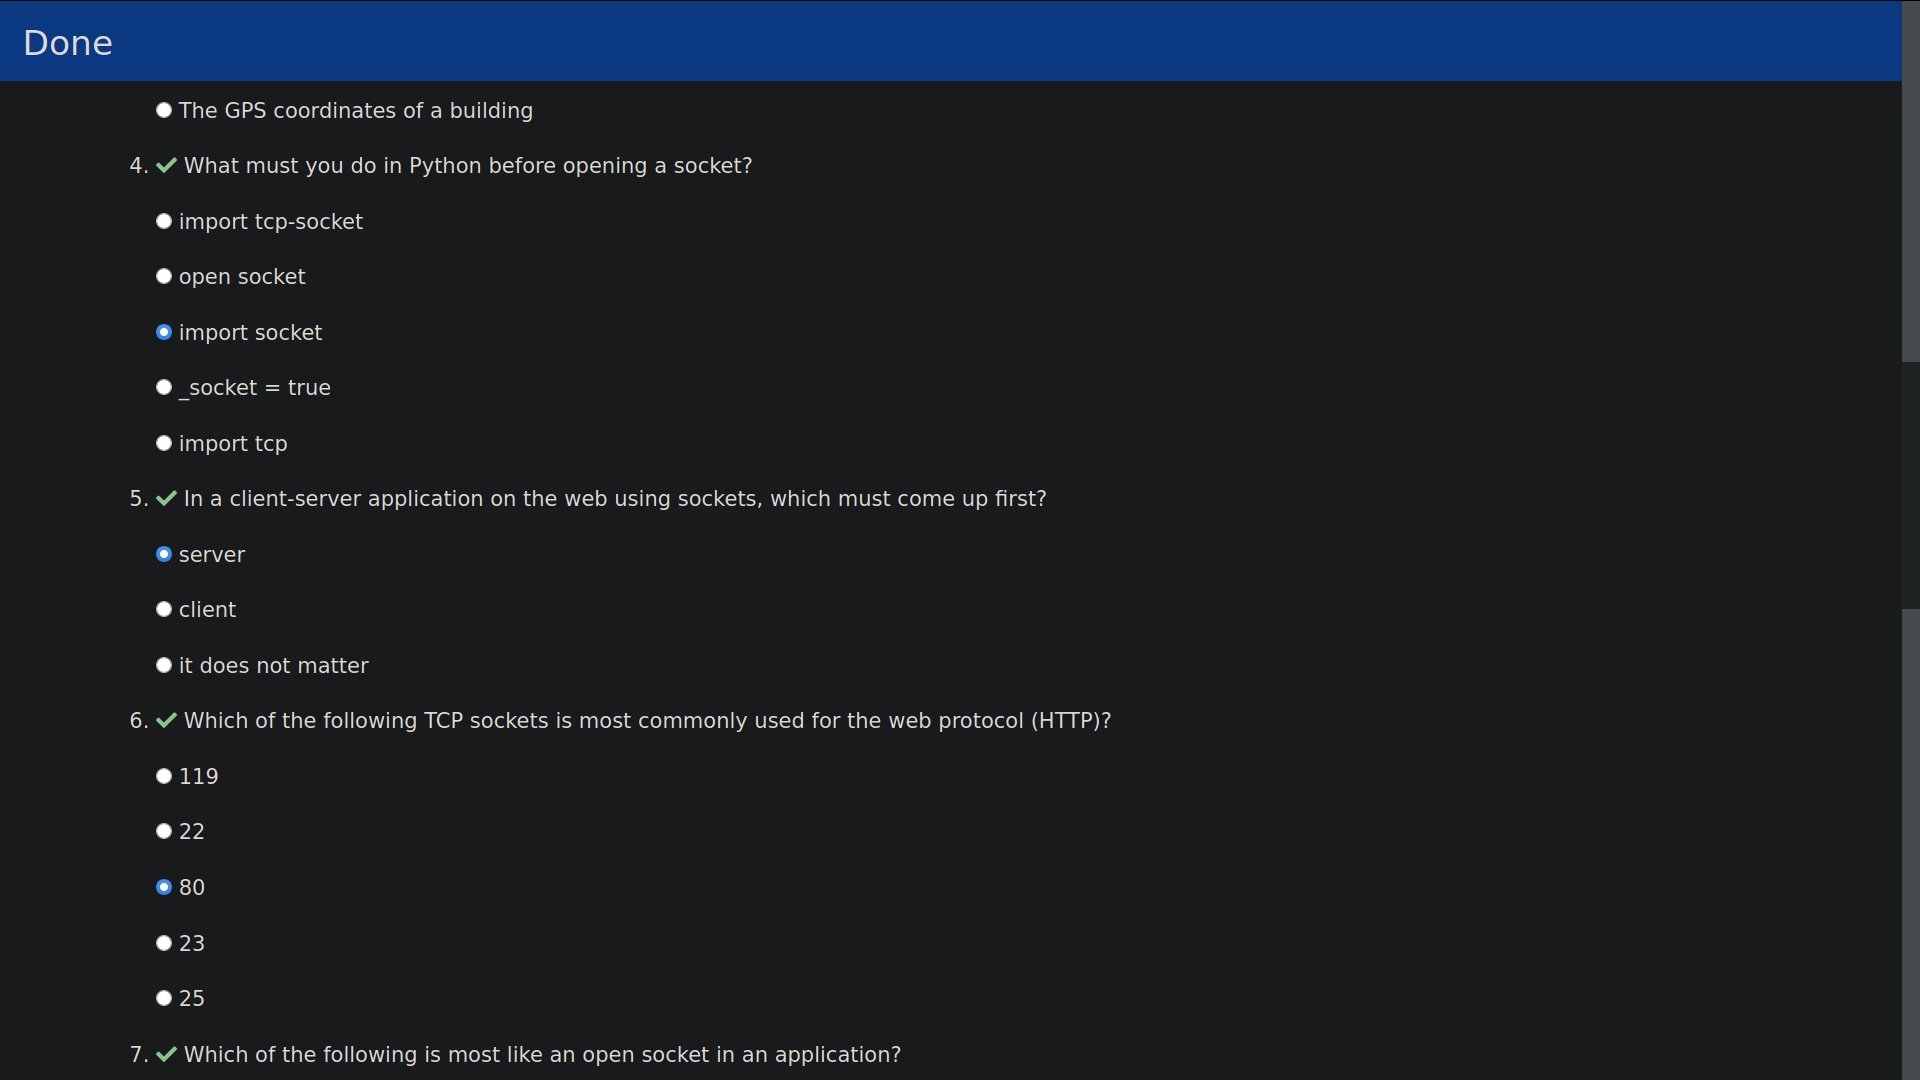 Done
The GPS coordinates of a building
4. What must you do in Python before opening a socket?
import tcp-socket
open socket
import socket
_socket = true
import tcp
5. In a client-server application on the web using sockets, which must come up first?
server
client
it does not matter
6. Which of the following TCP sockets is most commonly used for the web protocol (HTTP)?
119
22
80
23
25
7. Which of the following is most like an open socket in an application?